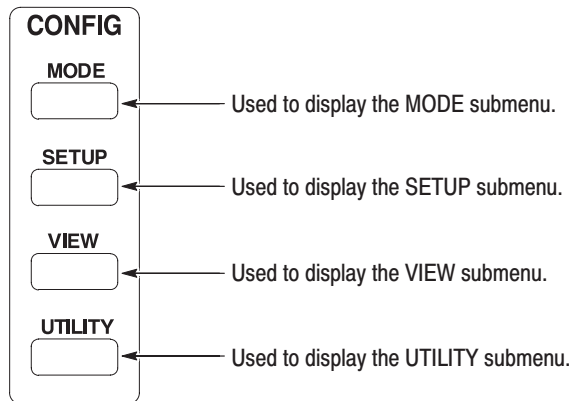 CONFIG
MODE
Used to display the MODE submenu.
SETUP
Used to display the SETUP submenu.
VIEW
Used to display the VIEW submenu.
UTILITY
Used to display the UTILITY submenu.